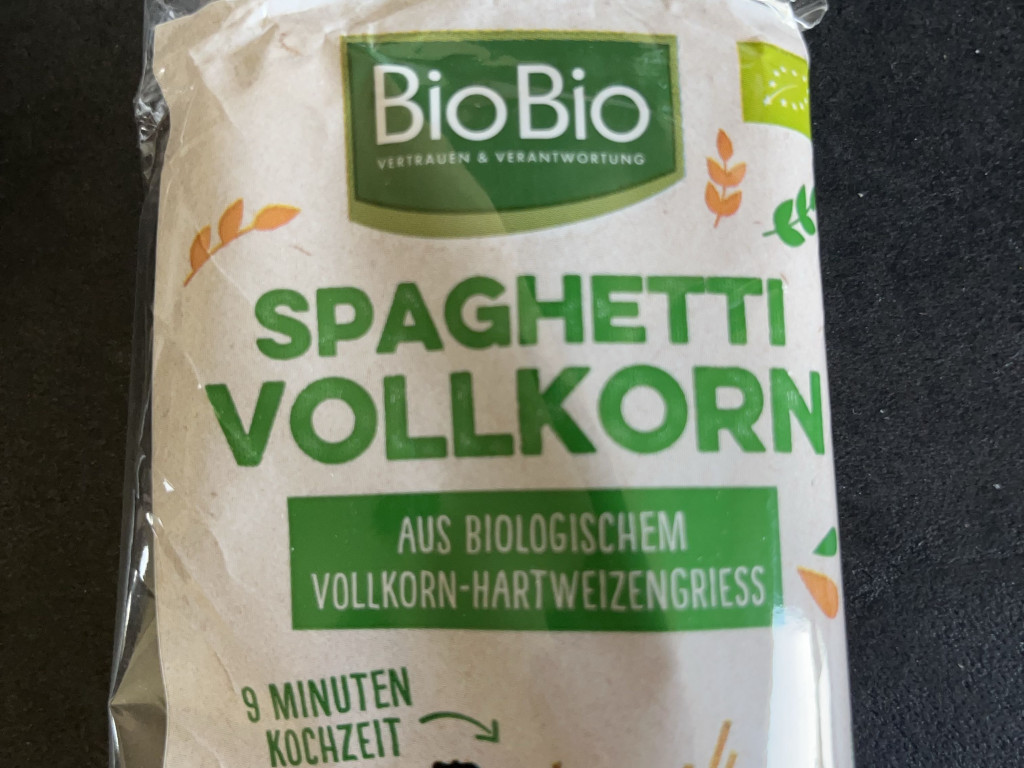 BioBio
VERTRAUEN & VERANTWORTUNG
SPAGHETTI
VOLLKORN
AUS BIOLOGISCHEM
VOLLKORN-HARTWEIZENGRIESS
9 MINUTEN
KOCHZEIT